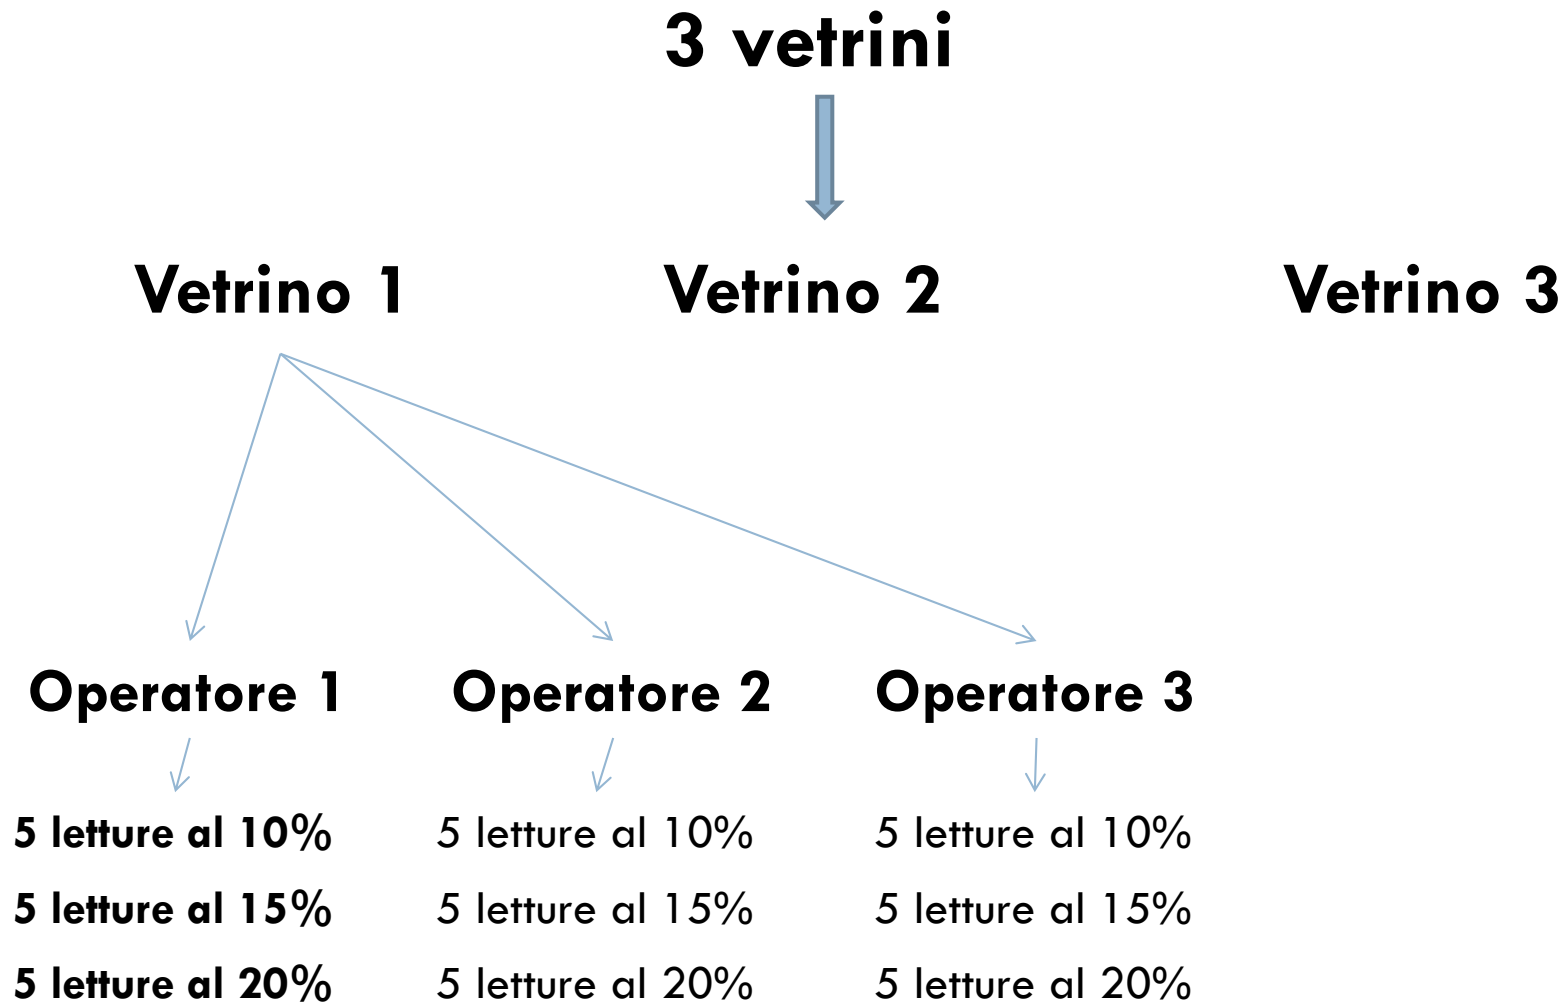 3 vetrini
Vetrino 1 Vetrino 2 Vetrino 3
Operatore 1 Operatore 2 Operatore 3
5 letture al 10% 5 letture al 10% 5 letture al 10%
5 letture al 15% 5 letture al 15% 5 letture al 15%
5 letture al 20% 5 letture al 20% 5 letture al 20%